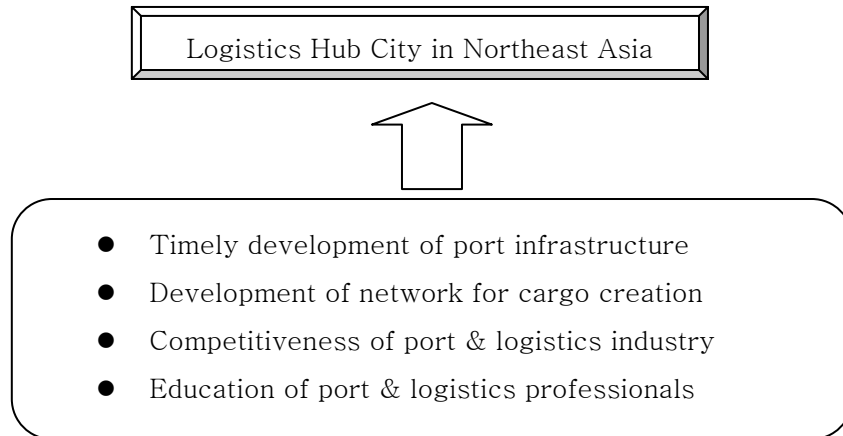 Logistics Hub City in Northeast Asia
● Timely development of port infrastructure
● Development of network for cargo creation
● Competitiveness of port & logistics industry
● Education of port & logistics professionals